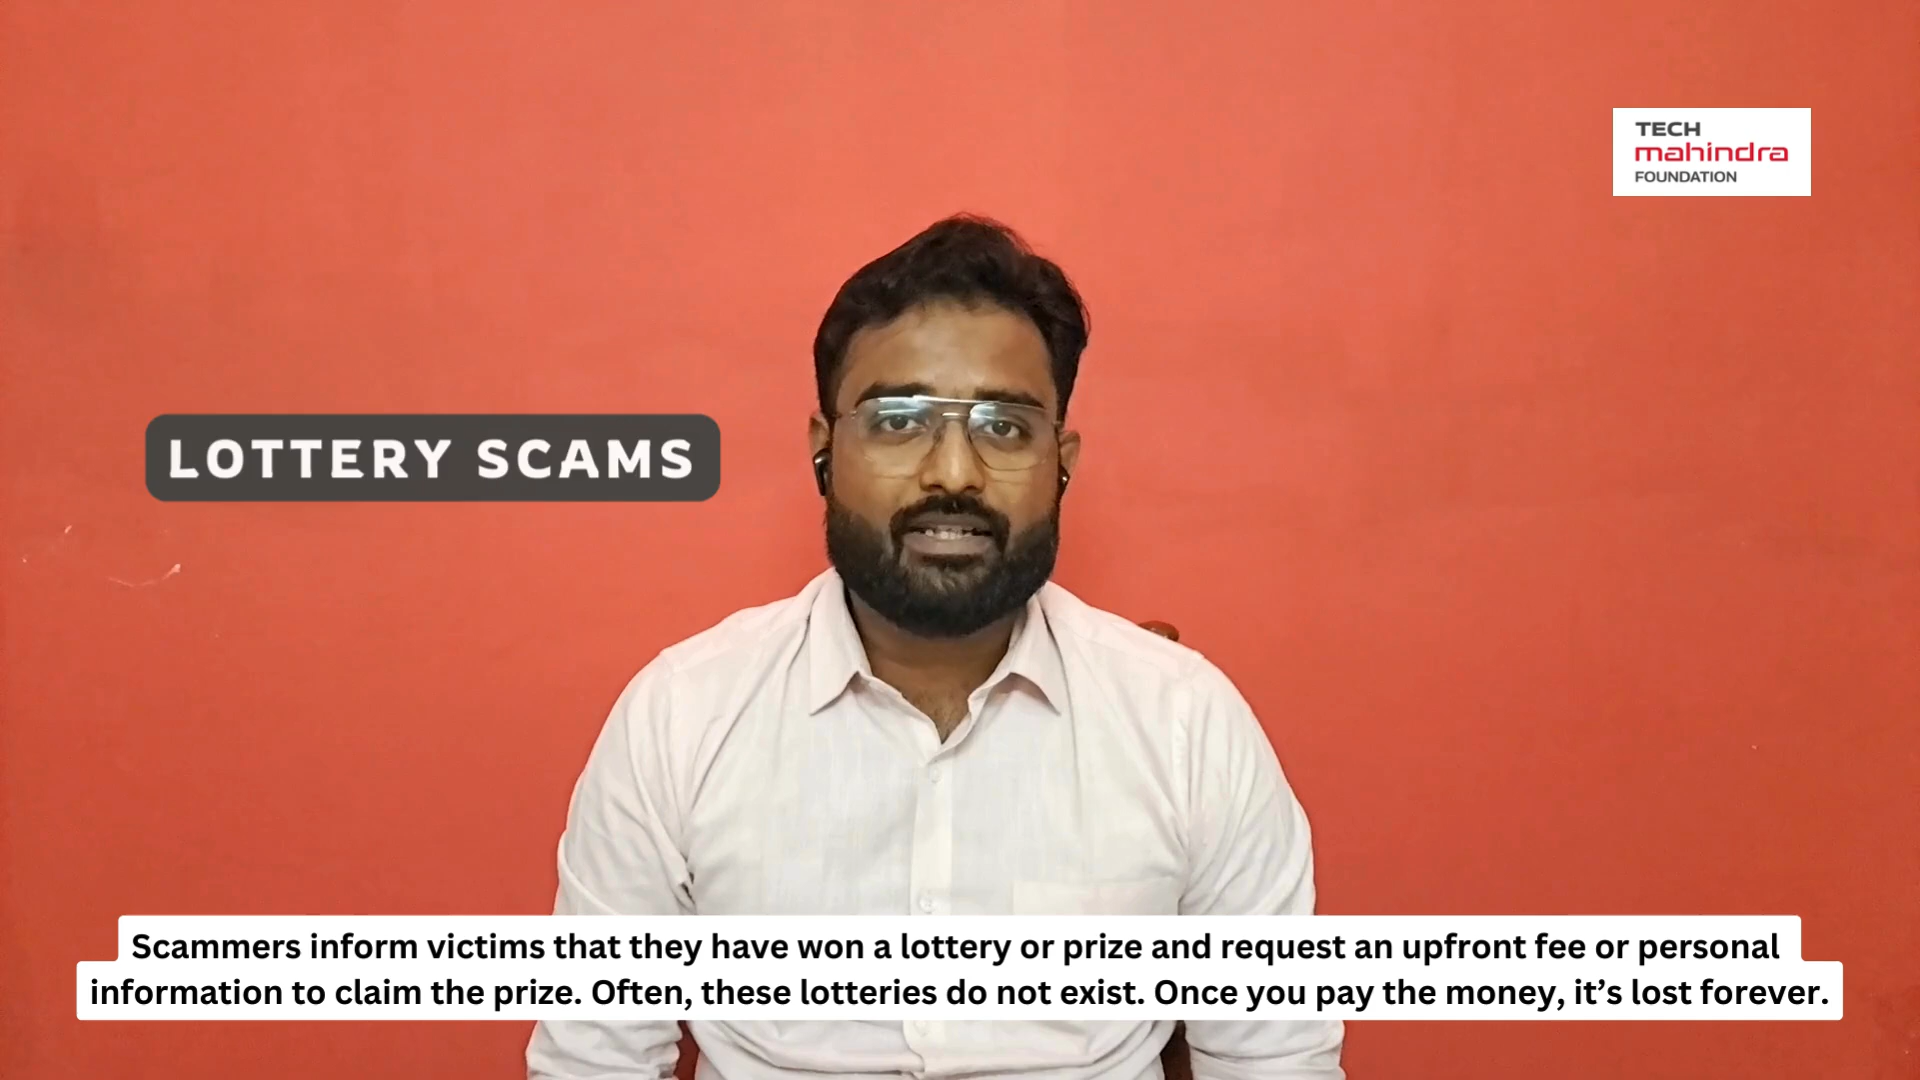 TECH
mahindra
FOUNDATION
LOTTERY SCAMS
Scammers inform victims that they have won a lottery or prize and request an upfront fee or personal
information to claim the prize. Often, these lotteries do not exist. Once you pay the money, it’s lost forever.